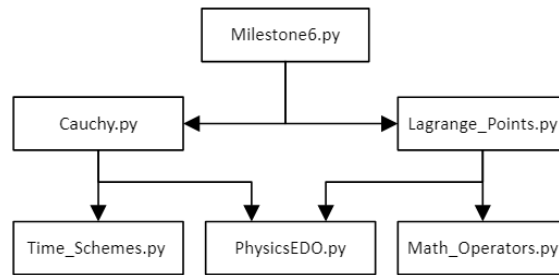 Milestone6.py
Cauchy.py
Lagrange_Points.py
Time_Schemes.py
PhysicsEDO.py
Math_Operators.py